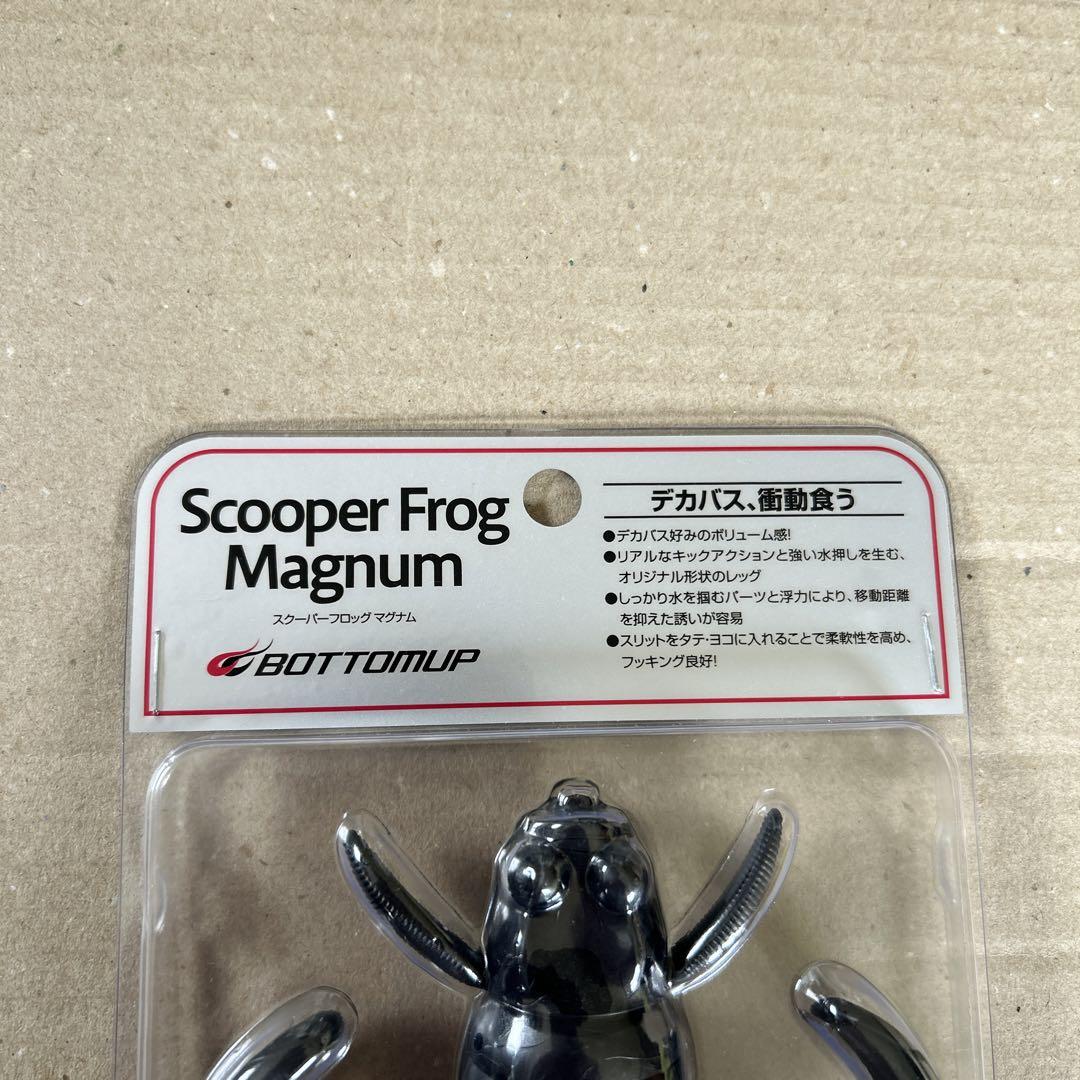 Scooper Frog
Magnum
スクーパーフロッグ マグナム
BOTTOMUP
デカバス、衝動食う
●デカバス好みのボリューム感!
●リアルなキックアクションと強い水押しを生む、
オリジナル形状のレッグ
●しっかり水を掴むパーツと浮力により、移動距離
を抑えた誘いが容易
●スリットをタテ・ヨコに入れることで柔軟性を高め、
フッキング良好!